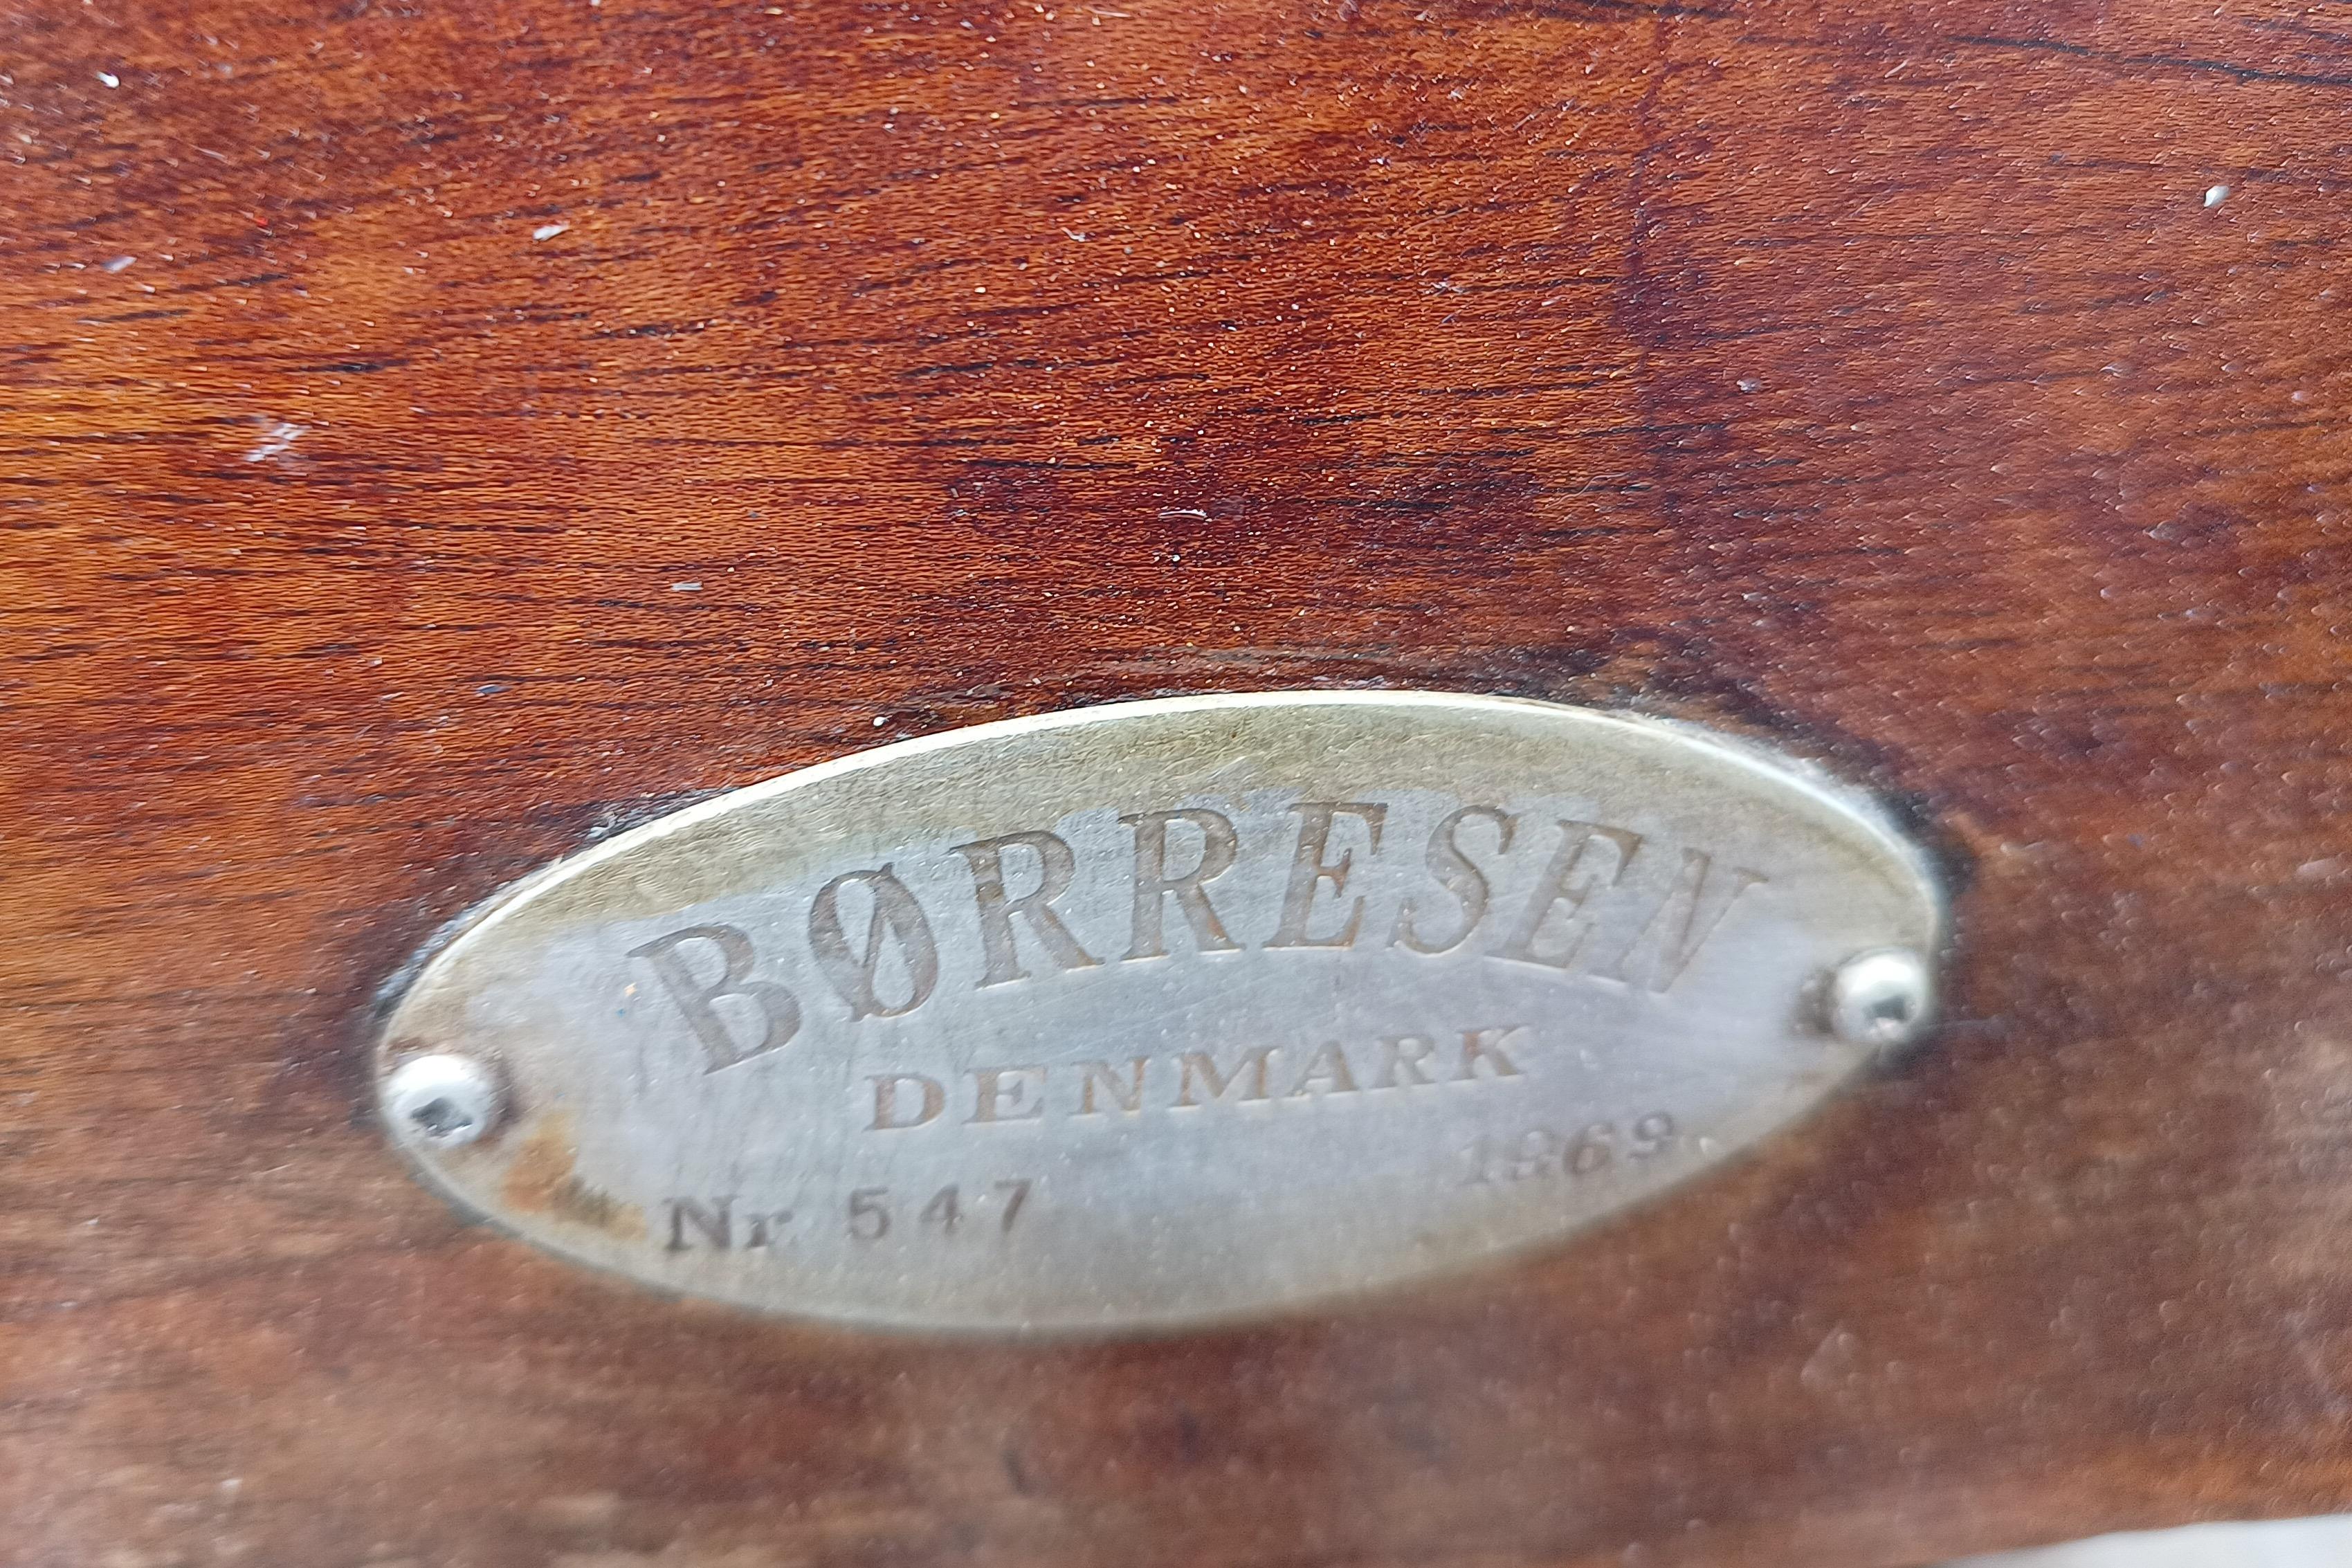 BØRRESEN
DENMARK
Nr 547 1969